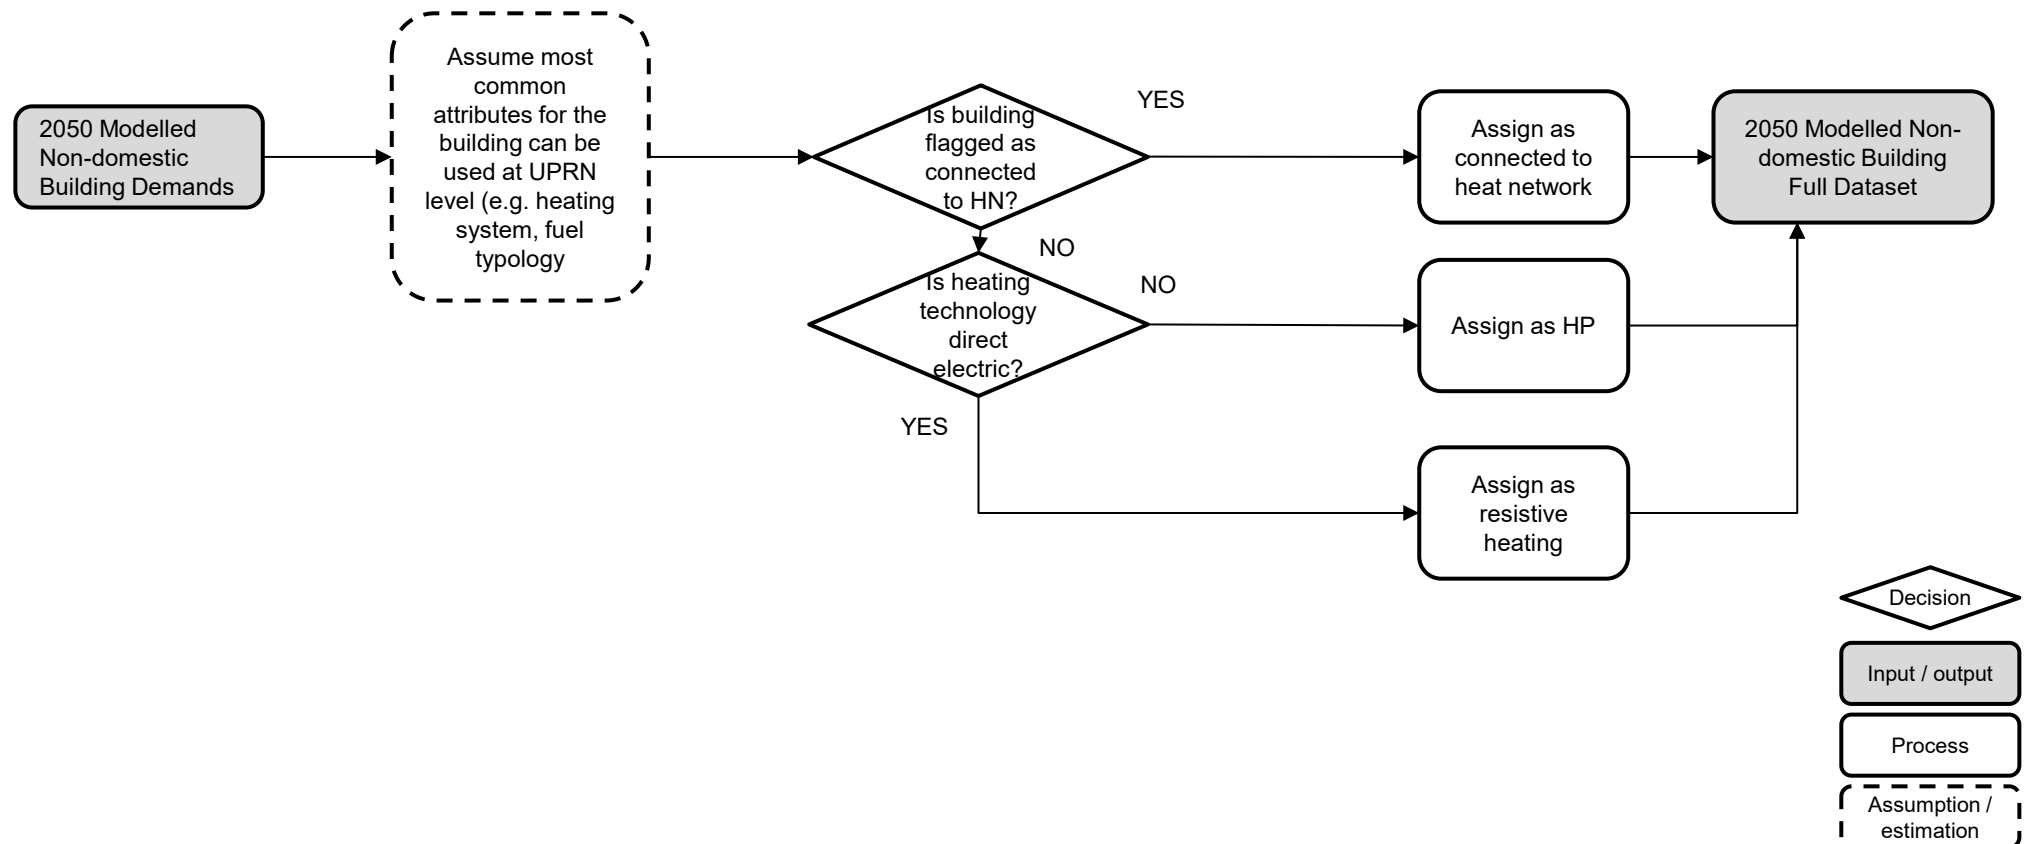 2050 Modelled
Non-domestic
Building Demands
Assume most
common
attributes for the
building can be
used at UPRN
level (e.g. heating
system, fuel
typology
Is building
flagged as
connected
to HN?
YES
Assign as
connected to
heat network
2050 Modelled Non-
domestic Building
Full Dataset
NO
Is heating
technology
direct
electric?
NO
Assign as HP
YES
Assign as
resistive
heating
Decision
Input / output
Process
Assumption /
estimation